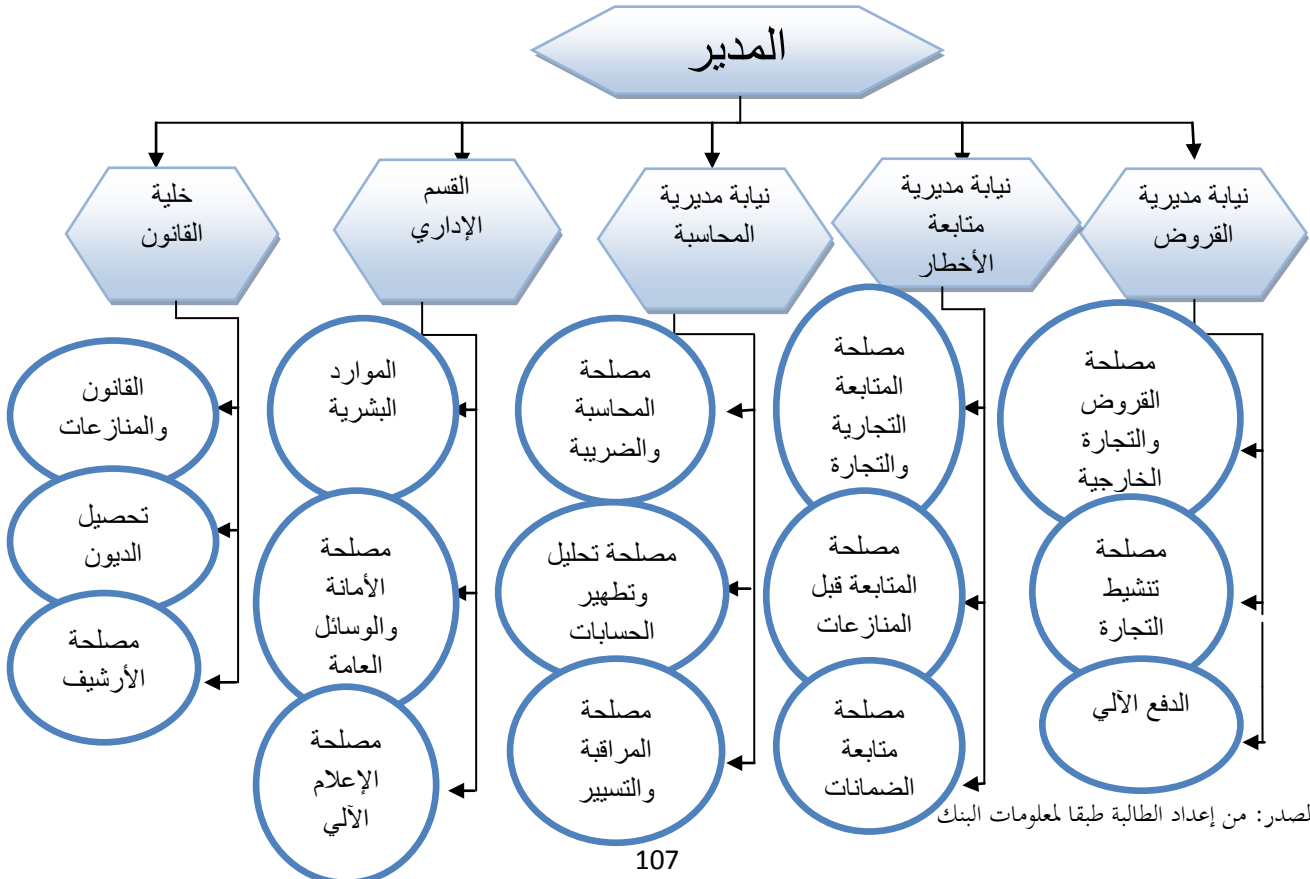 المدير
نيابة مديرية
القروض
نيابة مديرية
متابعة
الأخطار
نيابة مديرية
المحاسبة
القسم
الإداري
خلية
القانون
مصلحة
القروض
والتجارة
الخارجية
مصلحة
تنشيط
التجارة
الدفع الآلي
مصلحة
المتابعة
التجارية
والتجارة
مصلحة
المتابعة قبل
المنازعات
مصلحة
متابعة
الضمانات
مصلحة
المحاسبة
والضريبة
مصلحة تحليل
وتطهير
الحسابات
مصلحة
المراقبة
والتسيير
الموارد
البشرية
مصلحة
الأمانة
والوسائل
العامة
مصلحة
الإعلام
الآلي
القانون
والمنازعات
تحصيل
الديون
مصلحة
الأرشيف
لصدر: من إعداد الطالبة طبقا لمعلومات البنك
107